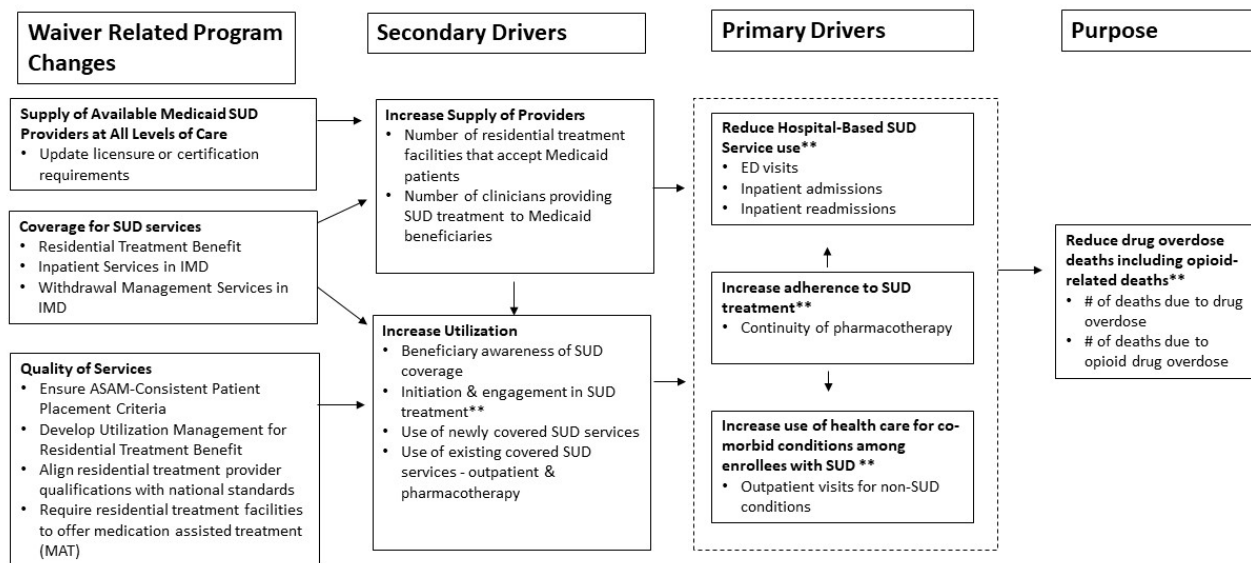 Waiver Related Program
Changes
Secondary Drivers
Primary Drivers
Purpose
Supply of Available Medicaid SUD
Providers at All Levels of Care
• Update licensure or certification
requirements
Coverage for SUD services
• Residential Treatment Benefit
• Inpatient Services in IMD
• Withdrawal Management Services in
IMD
Quality of Services
• Ensure ASAM-Consistent Patient
Placement Criteria
• Develop Utilization Management for
Residential Treatment Benefit
• Align residential treatment provider
qualifications with national standards
• Require residential treatment facilities
to offer medication assisted treatment
(MAT)
Increase Supply of Providers
• Number of residential treatment
facilities that accept Medicaid
patients
• Number of clinicians providing
SUD treatment to Medicaid
beneficiaries
Increase Utilization
• Beneficiary awareness of SUD
coverage
• Initiation & engagement in SUD
treatment**
• Use of newly covered SUD services
• Use of existing covered SUD
services - outpatient &
pharmacotherapy
Reduce Hospital-Based SUD
Service use**
• ED visits
• Inpatient admissions
• Inpatient readmissions
Increase adherence to SUD
treatment**
• Continuity of pharmacotherapy
Increase use of health care for co-
morbid conditions among
enrollees with SUD **
• Outpatient visits for non-SUD
conditions
Reduce drug overdose
deaths including opioid-
related deaths**
• # of deaths due to drug
overdose
• # of deaths due to
opioid drug overdose